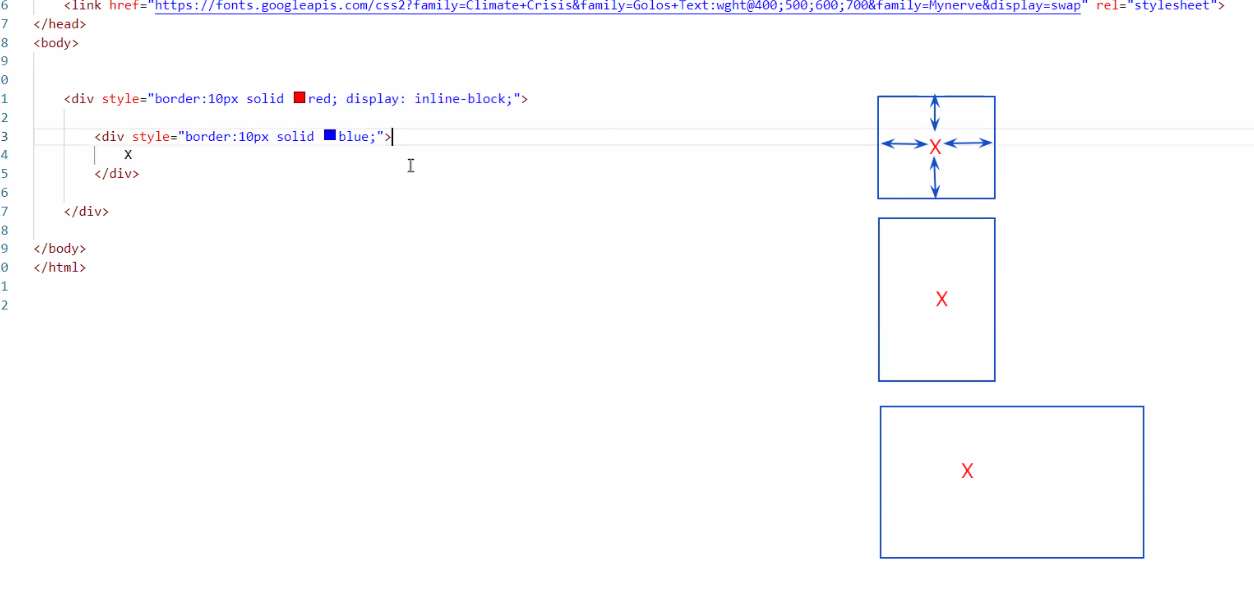 6 <link href="https://fonts.googleapis.com/css2?family=Climate+Crisis&family=Golos+Text:wght@400;500;600;700&family=Mynerve&display=swap" rel="stylesheet">
7 </head>
8 <body>
9
0
1 <div style="border:10px solid red; display: inline-block;">
2
3 <div style="border:10px solid blue;">
4 X
5 </div>
6
7 </div>
8
9 </body>
0 </html>
1
2
X
X
X